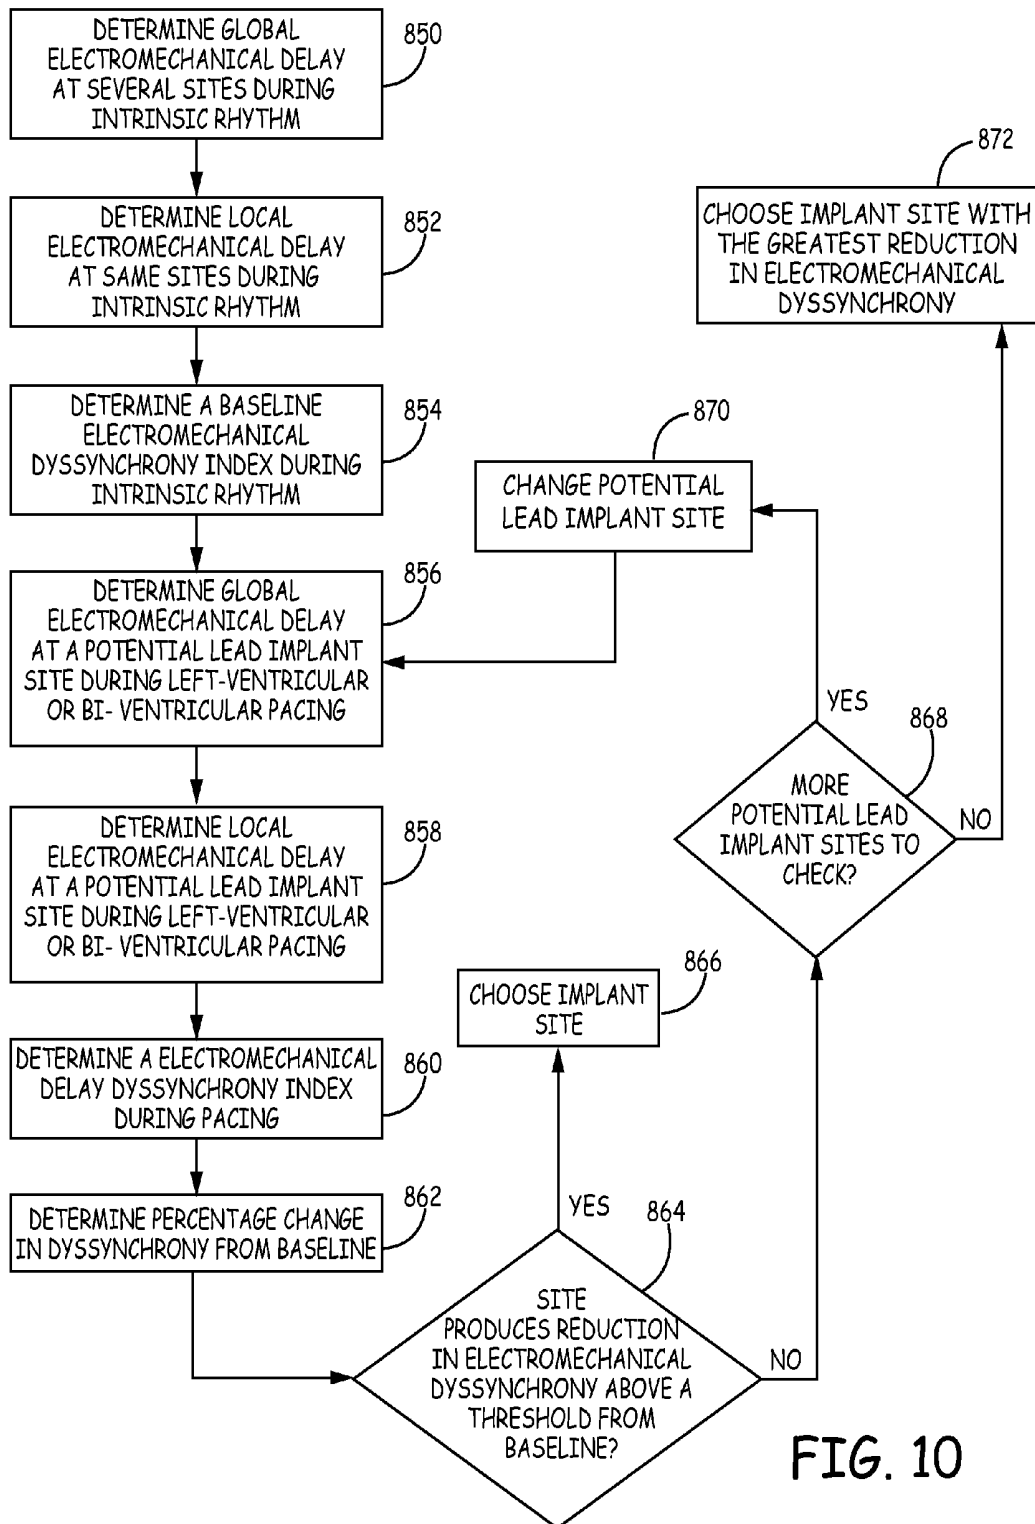 DETERMINE GLOBAL
ELECTROMECHANICAL DELAY
AT SEVERAL SITES DURING
INTRINSIC RHYTHM
850
DETERMINE LOCAL
ELECTROMECHANICAL DELAY
AT SAME SITES DURING
INTRINSIC RHYTHM
852
DETERMINE A BASELINE
ELECTROMECHANICAL
DYSSYNCHRONY INDEX DURING
INTRINSIC RHYTHM
854
DETERMINE GLOBAL
ELECTROMECHANICAL DELAY
AT A POTENTIAL LEAD IMPLANT
SITE DURING LEFT-VENTRICULAR
OR BI- VENTRICULAR PACING
856
DETERMINE LOCAL
ELECTROMECHANICAL DELAY
AT A POTENTIAL LEAD IMPLANT
SITE DURING LEFT-VENTRICULAR
OR BI- VENTRICULAR PACING
858
DETERMINE A ELECTROMECHANICAL
DELAY DYSSYNCHRONY INDEX
DURING PACING
860
DETERMINE PERCENTAGE CHANGE
IN DYSSYNCHRONY FROM BASELINE
862
SITE
PRODUCES REDUCTION
IN ELECTROMECHANICAL
DYSSYNCHRONY ABOVE A
THRESHOLD FROM
BASELINE?
864
YES
NO
CHOOSE IMPLANT
SITE
866
MORE
POTENTIAL LEAD
IMPLANT SITES TO
CHECK?
868
YES
NO
CHANGE POTENTIAL
LEAD IMPLANT SITE
870
CHOOSE IMPLANT SITE WITH
THE GREATEST REDUCTION
IN ELECTROMECHANICAL
DYSSYNCHRONY
872
FIG. 10